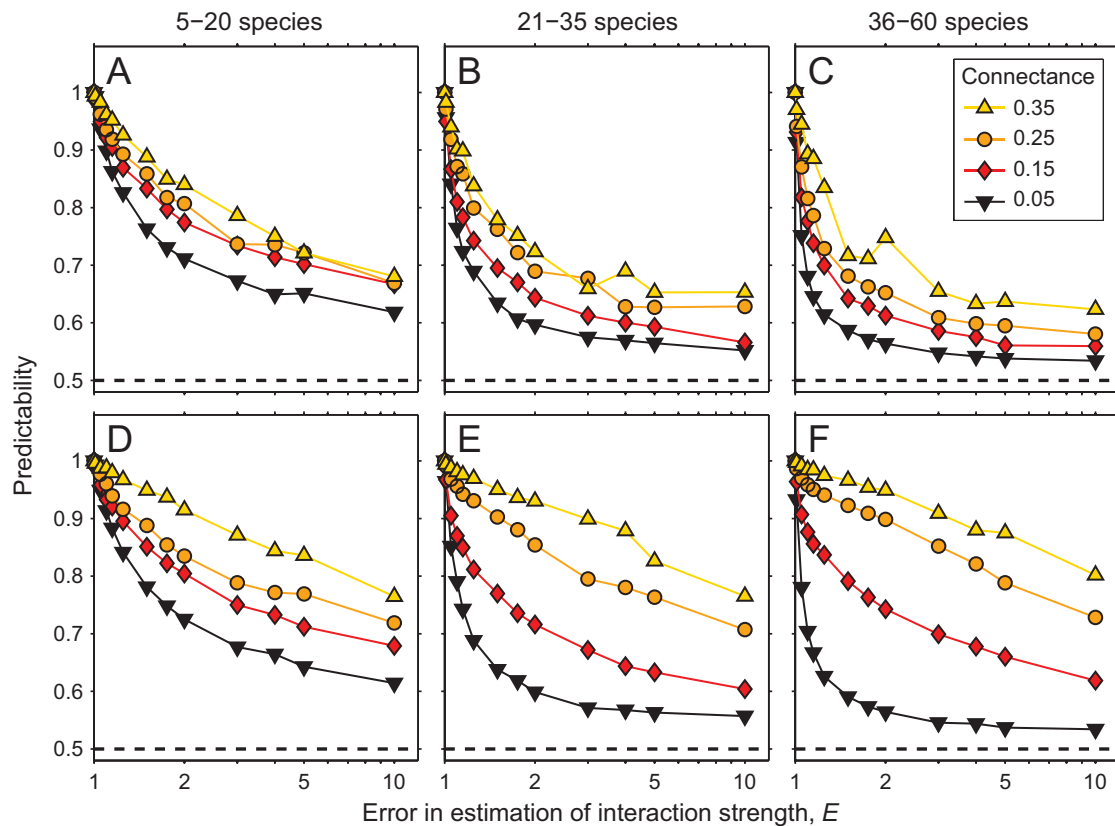 5−20 species
21−35 species
36−60 species
A
B
C
Connectance
0.35
0.25
0.15
0.05
1
0.9
0.8
0.7
0.6
0.5
D
E
F
1
0.9
0.8
0.7
0.6
0.5
Predictability
1 2 5 10
1 2 5 10
1 2 5 10
Error in estimation of interaction strength, E